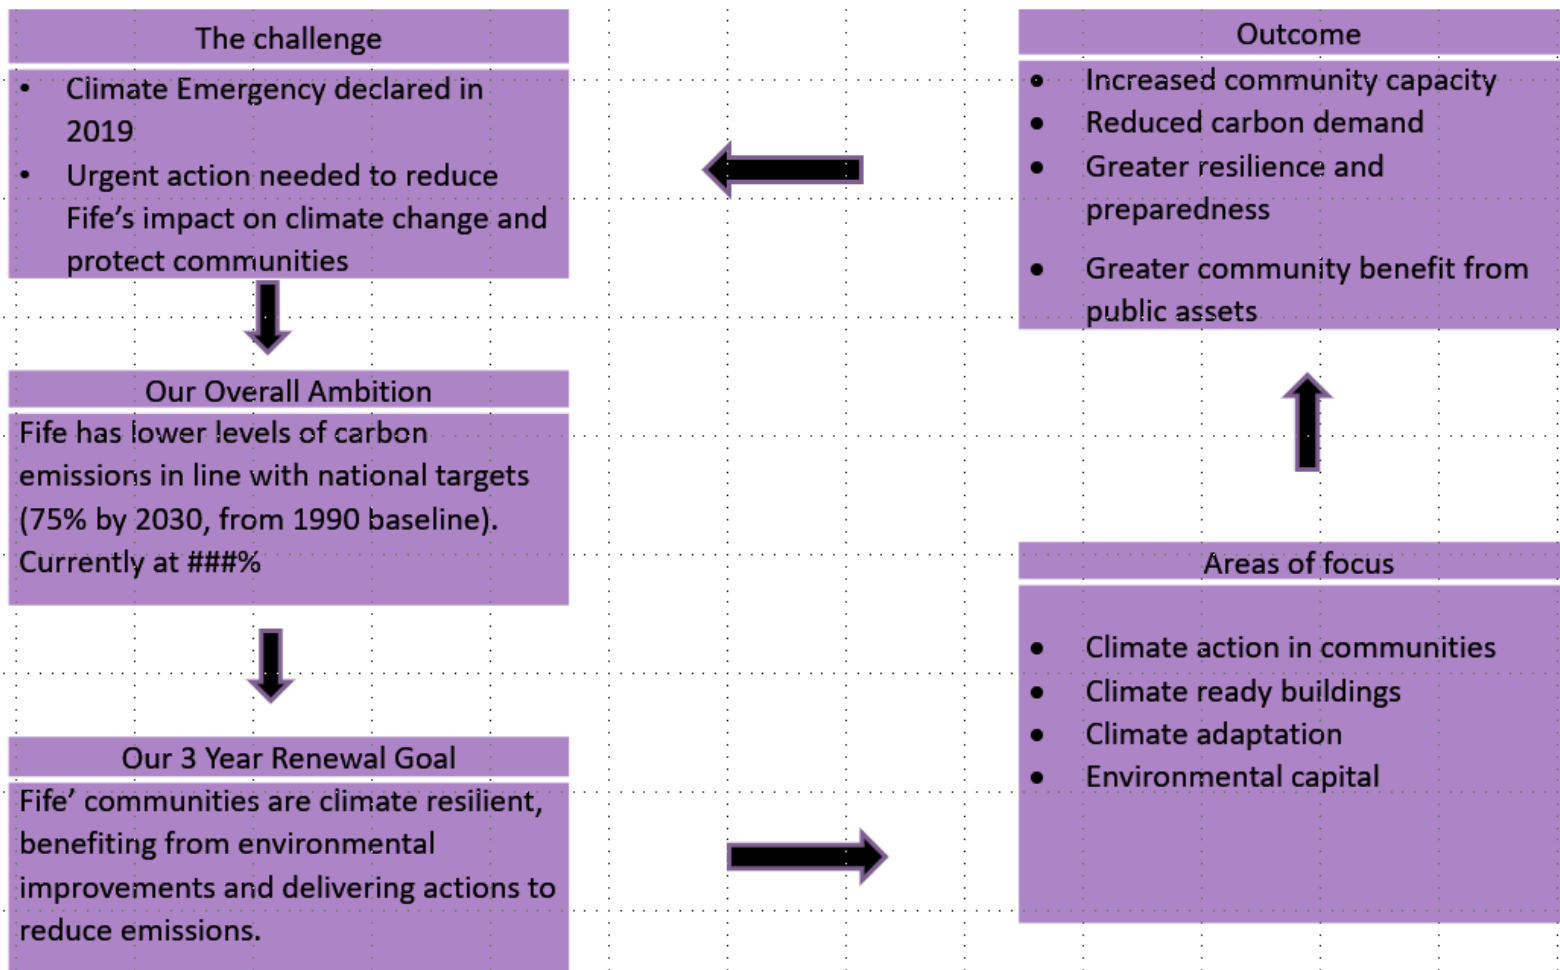 The challenge
• Climate Emergency declared in
2019
• Urgent action needed to reduce
Fife’s impact on climate change and
protect communities
Our Overall Ambition
Fife has lower levels of carbon
emissions in line with national targets
(75% by 2030, from 1990 baseline).
Currently at ###%
Our 3 Year Renewal Goal
Fife’ communities are climate resilient,
benefiting from environmental
improvements and delivering actions to
reduce emissions.
Areas of focus
• Climate action in communities
• Climate ready buildings
• Climate adaptation
• Environmental capital
Outcome
• Increased community capacity
• Reduced carbon demand
• Greater resilience and
preparedness
• Greater community benefit from
public assets